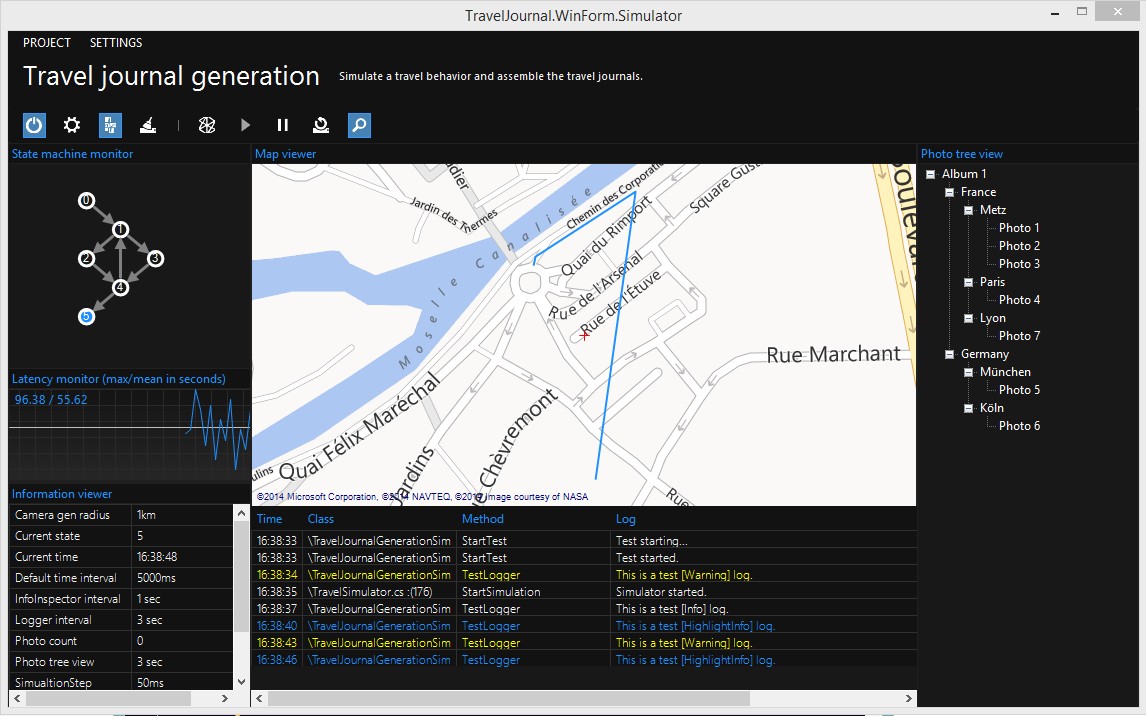 TravelJournal.WinForm.Simulator
PROJECT SETTINGS
Travel journal generation Simulate a travel behavior and assemble the travel journals.
State machine monitor
0
1
2 3
4
5
Latency monitor (max/mean in seconds)
96.38 / 55.62
Information viewer
Camera gen radius 1km
Current state 5
Current time 16:38:48
Default time interval 5000ms
InfoInspector interval 1 sec
Logger interval 3 sec
Photo count 0
Photo tree view 3 sec
SimualtionStep 50ms
Map viewer
Jardin des Thermes
Moselle Canalisée
Chemin des Corporatio
Quai du Rimport
Square Gus
Rue de l'Arsenal
Rue de l'Étuve
Rue Marchant
Quai Félix Maréchal
Jardins
ue Chèvremont
Rue
©2014 Microsoft Corporation, ©2014 NAVTEQ, ©2014 Image courtesy of NASA
Time Class Method Log
16:38:33 \TravelJournalGenerationSim StartTest Test starting...
16:38:33 \TravelJournalGenerationSim StartTest Test started.
16:38:34 \TravelJournalGenerationSim TestLogger This is a test [Warning] log.
16:38:35 \TravelSimulator.cs :(176) StartSimulation Simulator started.
16:38:37 \TravelJournalGenerationSim TestLogger This is a test [Info] log.
16:38:40 \TravelJournalGenerationSim TestLogger This is a test [HighlightInfo] log.
16:38:43 \TravelJournalGenerationSim TestLogger This is a test [Warning] log.
16:38:46 \TravelJournalGenerationSim TestLogger This is a test [HighlightInfo] log.
Photo tree view
Album 1
France
Metz
Photo 1
Photo 2
Photo 3
Paris
Photo 4
Lyon
Photo 7
Germany
München
Photo 5
Köln
Photo 6